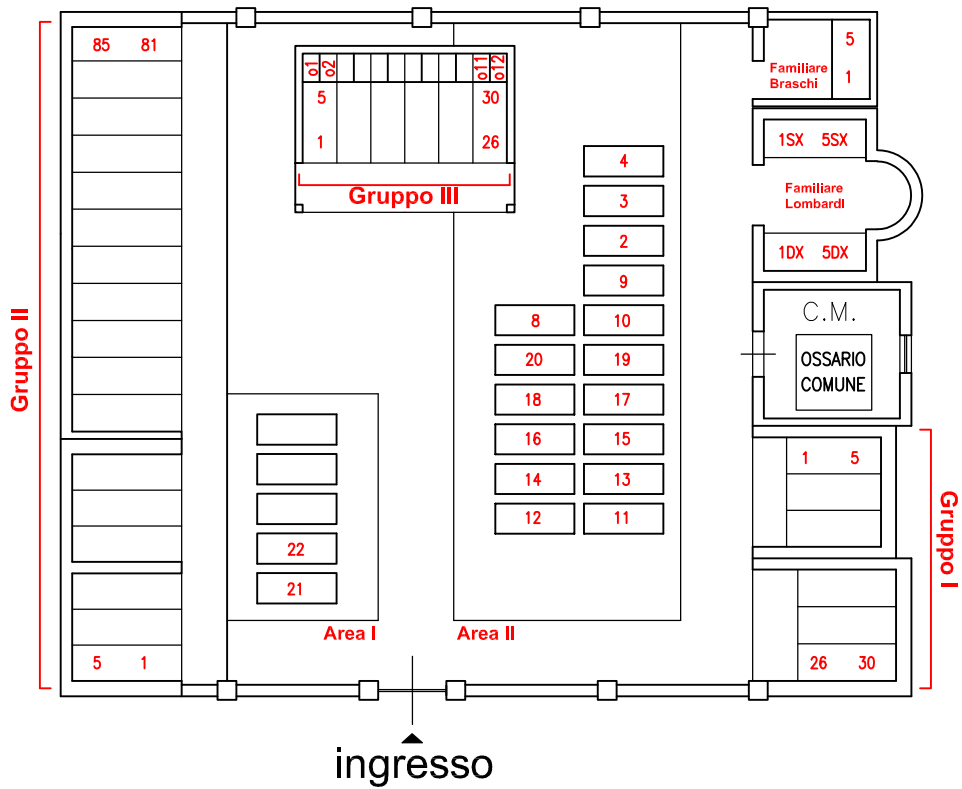 85 81
o1 o2 o11 o12
5 30
1 26
Gruppo III
5
Familiare
Braschi
1
1SX 5SX
Familiare
Lombardi
1DX 5DX
C.M.
OSSARIO
COMUNE
Gruppo II
4
3
2
9
8 10
20 19
18 17
16 15
14 13
12 11
22
21
Area I
Area II
1 5
Gruppo I
26 30
5 1
ingresso